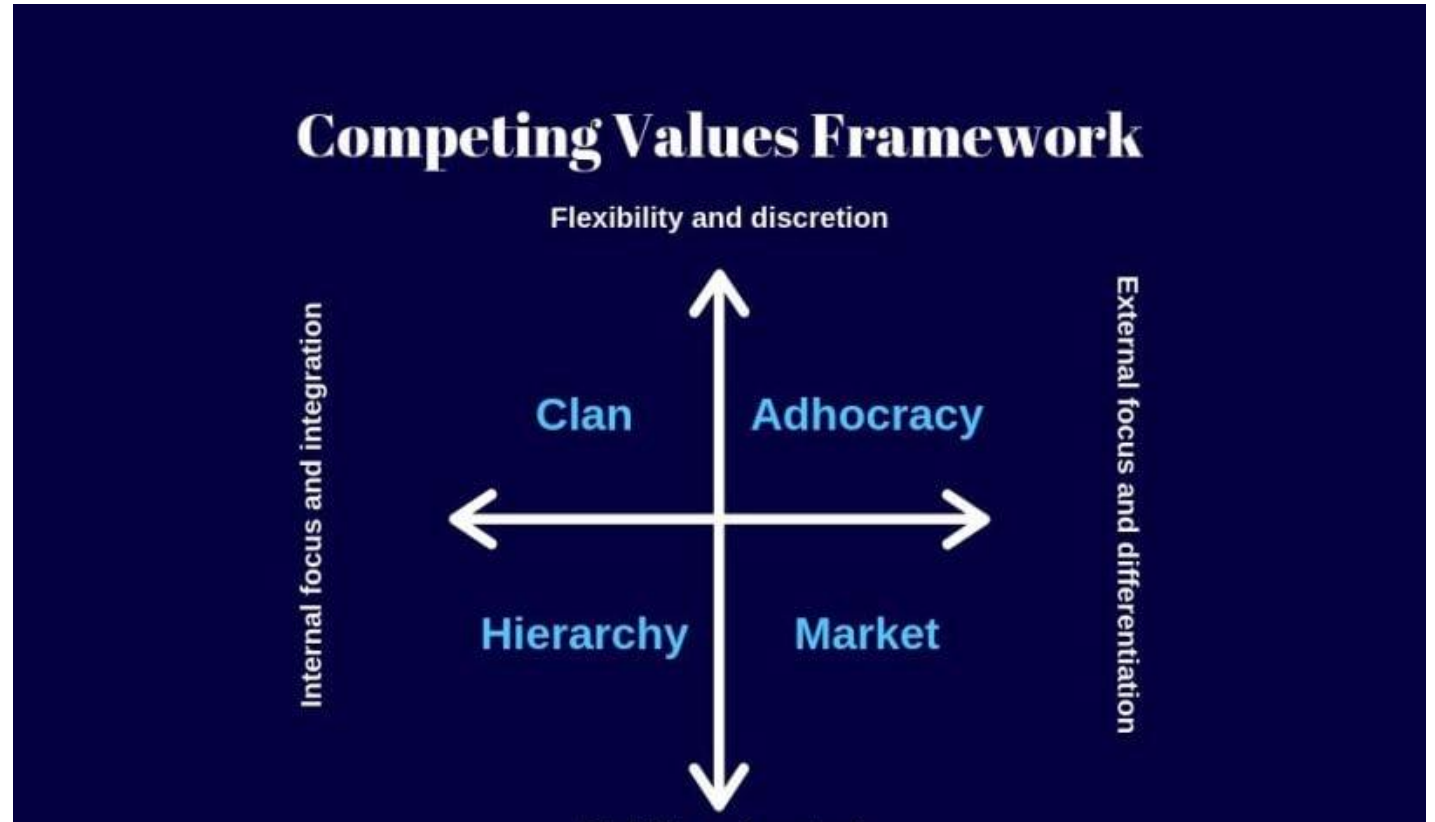 Competing Values Framework
Flexibility and discretion
Internal focus and integration
External focus and differentiation
Clan
Adhocracy
Hierarchy
Market